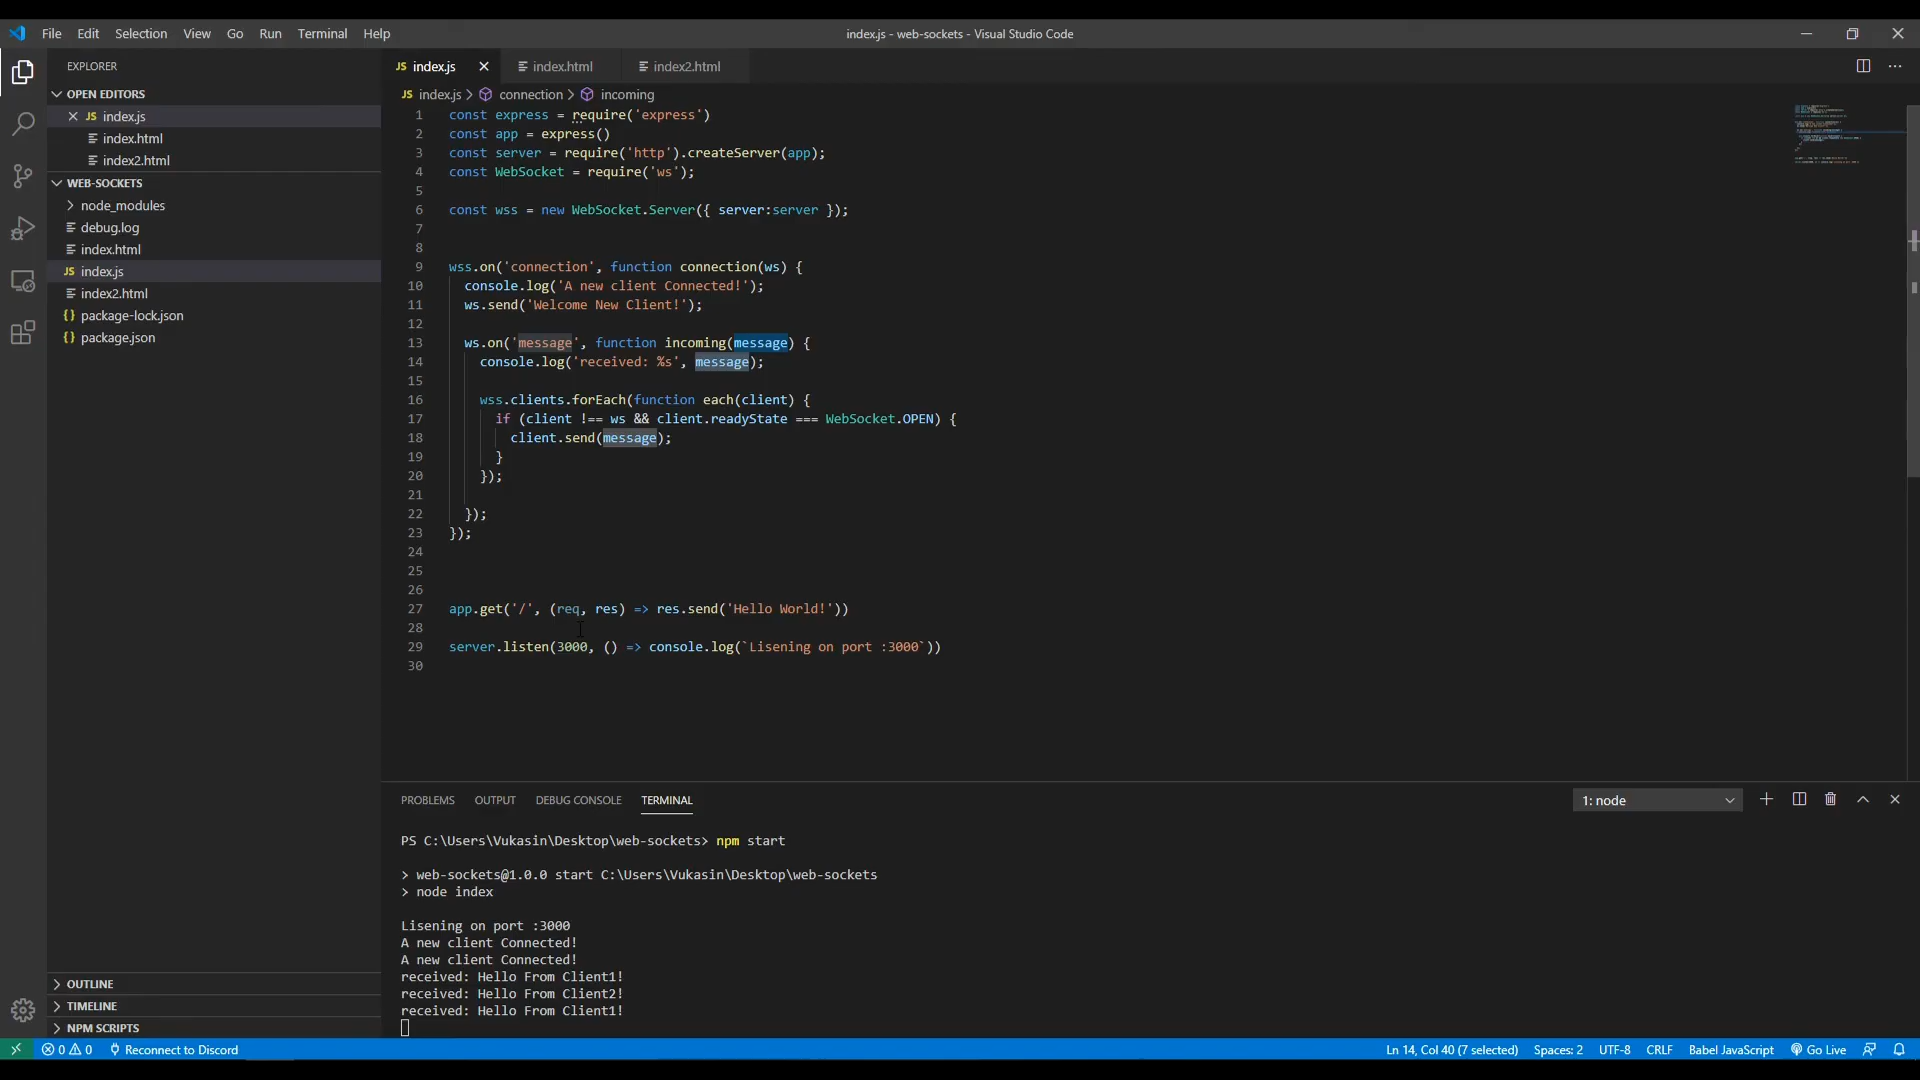 File Edit Selection View Go Run Terminal Help
index.js - web-sockets - Visual Studio Code
EXPLORER
OPEN EDITORS
JS index.js
index.html
index2.html
WEB-SOCKETS
node_modules
debug.log
index.html
JS index.js
index2.html
{} package-lock.json
{} package.json
OUTLINE
TIMELINE
NPM SCRIPTS
JS index.js index.html index2.html
JS index.js > connection > incoming
1 const express = require('express')
2 const app = express()
3 const server = require('http').createServer(app);
4 const WebSocket = require('ws');
5
6 const wss = new WebSocket.Server({ server:server });
7
8
9 wss.on('connection', function connection(ws) {
10 console.log('A new client Connected!');
11 ws.send('Welcome New Client!');
12
13 ws.on('message', function incoming(message) {
14 console.log('received: %s', message);
15
16 wss.clients.forEach(function each(client) {
17 if (client !== ws && client.readyState === WebSocket.OPEN) {
18 client.send(message);
19 }
20 });
21
22 });
23 });
24
25
26
27 app.get('/', (req, res) => res.send('Hello World!'))
28
29 server.listen(3000, () => console.log(`Lisening on port :3000`))
30
PROBLEMS OUTPUT DEBUG CONSOLE TERMINAL
1: node
PS C:\Users\Vukasin\Desktop\web-sockets> npm start
> web-sockets@1.0.0 start C:\Users\Vukasin\Desktop\web-sockets
> node index
Lisening on port :3000
A new client Connected!
A new client Connected!
received: Hello From Client1!
received: Hello From Client2!
received: Hello From Client1!
0 0 Reconnect to Discord
Ln 14, Col 40 (7 selected) Spaces: 2 UTF-8 CRLF Babel JavaScript Go Live